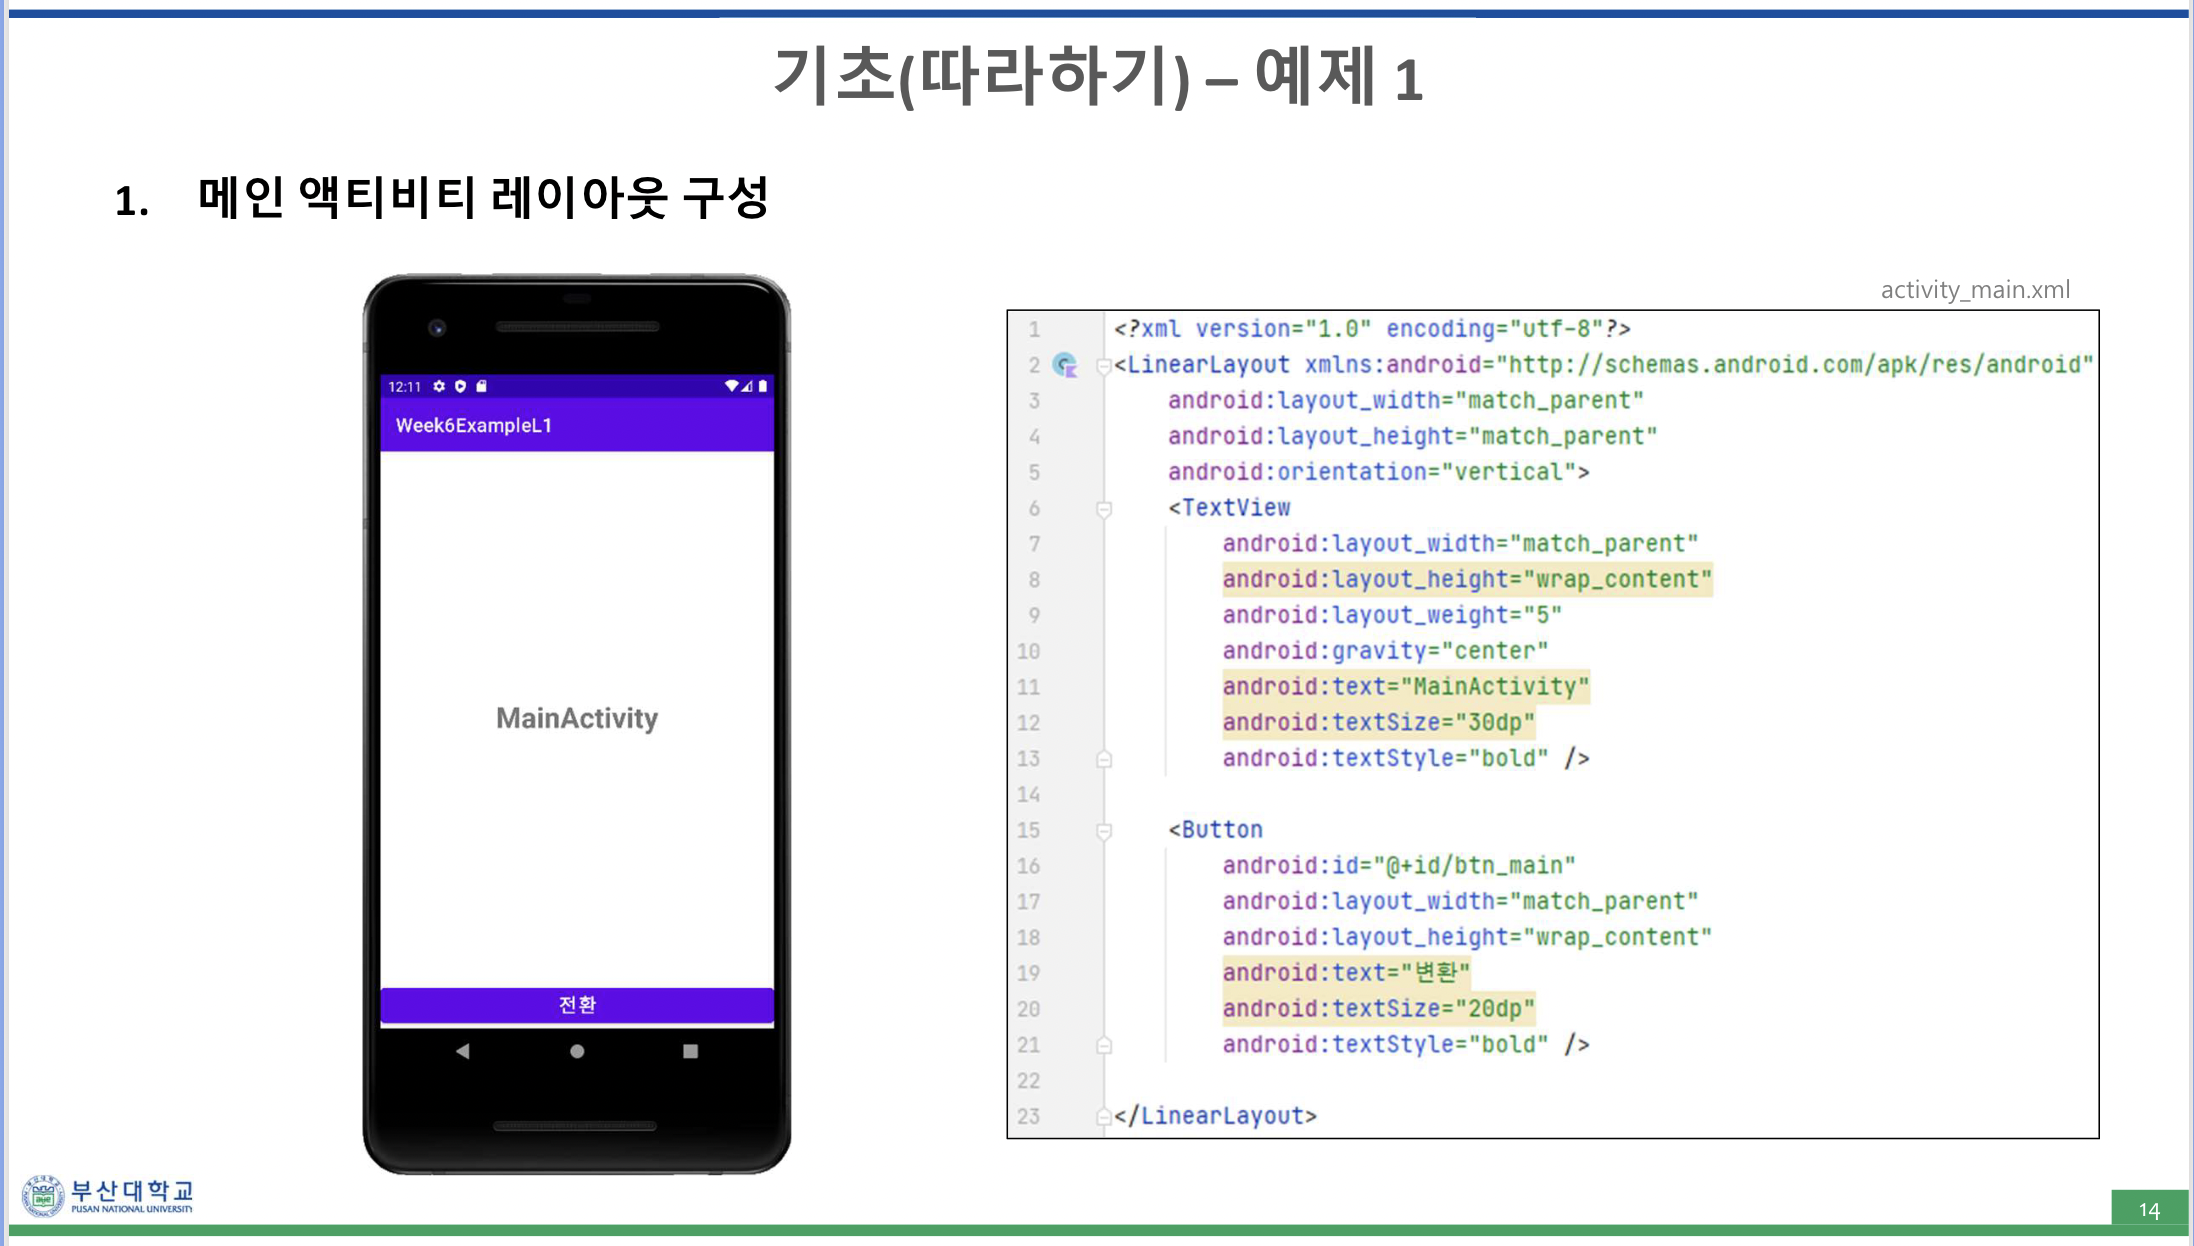 기초(따라하기) – 예제 1
1. 메인 액티비티 레이아웃 구성
12:11
Week6ExampleL1
MainActivity
전환
activity_main.xml
1 <?xml version="1.0" encoding="utf-8"?>
2 <LinearLayout xmlns:android="http://schemas.android.com/apk/res/android"
3 android:layout_width="match_parent"
4 android:layout_height="match_parent"
5 android:orientation="vertical">
6 <TextView
7 android:layout_width="match_parent"
8 android:layout_height="wrap_content"
9 android:layout_weight="5"
10 android:gravity="center"
11 android:text="MainActivity"
12 android:textSize="30dp"
13 android:textStyle="bold" />
14
15 <Button
16 android:id="@+id/btn_main"
17 android:layout_width="match_parent"
18 android:layout_height="wrap_content"
19 android:text="변환"
20 android:textSize="20dp"
21 android:textStyle="bold" />
22
23 </LinearLayout>
부산대학교
PUSAN NATIONAL UNIVERSITY
14